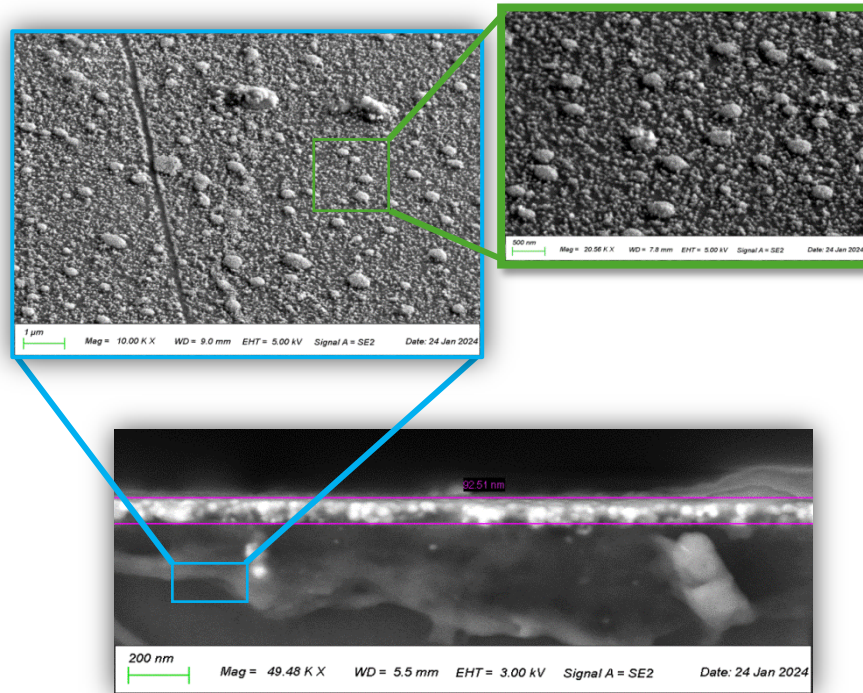 1 µm Mag = 10.00 K X WD = 9.0 mm EHT = 5.00 kV Signal A = SE2 Date: 24 Jan 2024
500 nm Mag = 20.56 K X WD = 7.8 mm EHT = 5.00 kV Signal A = SE2 Date: 24 Jan 2024
92.51 nm
200 nm Mag = 49.48 K X WD = 5.5 mm EHT = 3.00 kV Signal A = SE2 Date: 24 Jan 2024